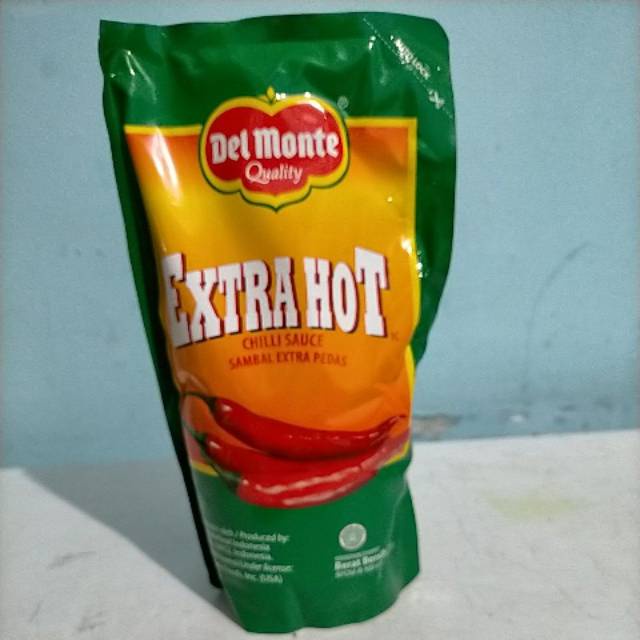 Del Monte
Quality
EXTRA HOT
CHILLI SAUCE
SAMBAL EXTRA PEDAS
/ Produced by:
Indonesia
Indonesia
Under license:
Inc. (USA)
Berat Bersih